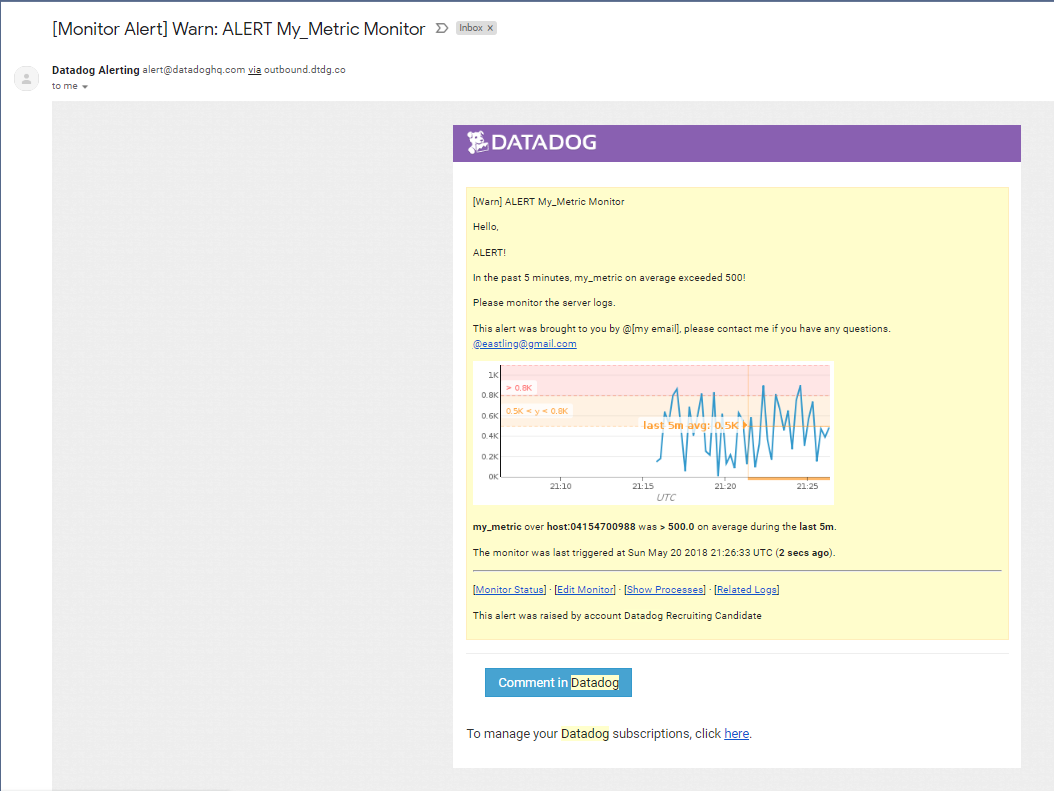 [Monitor Alert] Warn: ALERT My_Metric Monitor Inbox x
Datadog Alerting alert@datadoghq.com via outbound.dtdg.co
to me
DATADOG
[Warn] ALERT My_Metric Monitor
Hello,
ALERT!
In the past 5 minutes, my_metric on average exceeded 500!
Please monitor the server logs.
This alert was brought to you by @[my email], please contact me if you have any questions.
@eastling@gmail.com
1K
> 0.8K
0.8K
0.5K < y < 0.8K
0.6K
last 5m avg: 0.5K
0.4K
0.2K
0K
21:10 21:15 21:20 21:25
UTC
my_metric over host:04154700988 was > 500.0 on average during the last 5m.
The monitor was last triggered at Sun May 20 2018 21:26:33 UTC (2 secs ago).
[Monitor Status] · [Edit Monitor] · [Show Processes] · [Related Logs]
This alert was raised by account Datadog Recruiting Candidate
Comment in Datadog
To manage your Datadog subscriptions, click here.